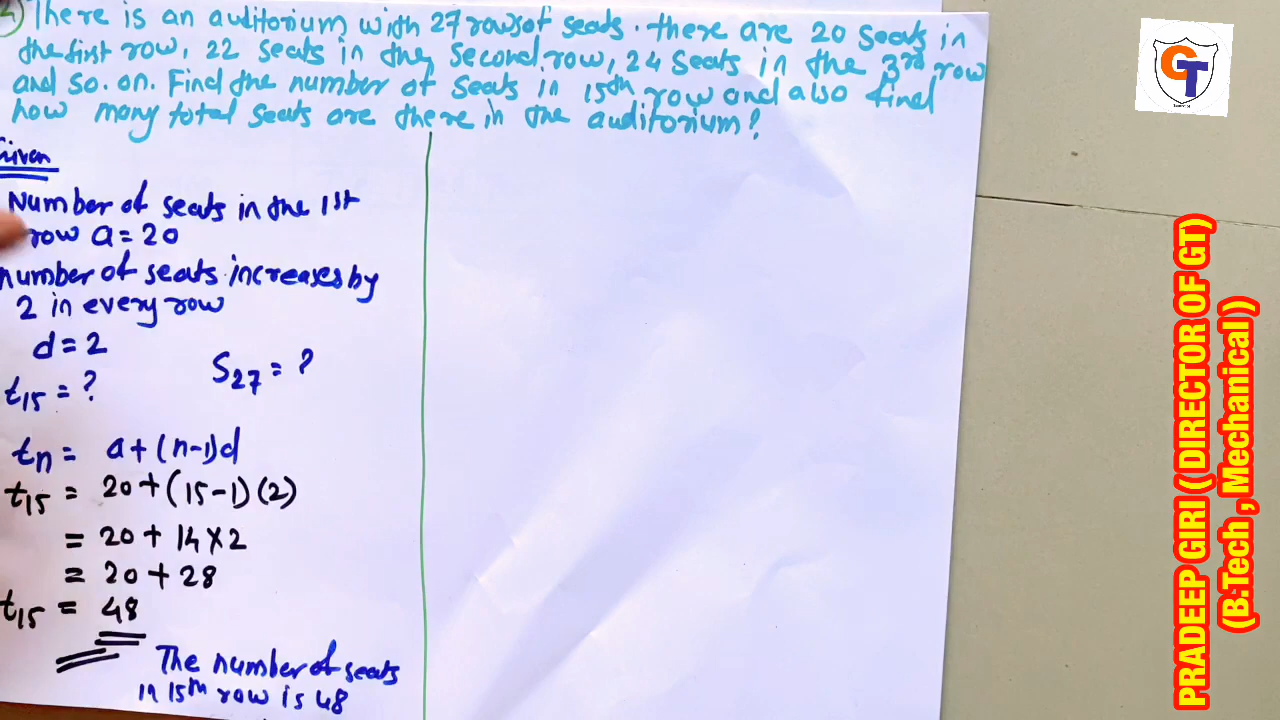 There is an auditorium with 27 rows of seats. there are 20 seats in
the first row, 22 seats in the second row, 24 seats in the 3rd row
and so. on. Find the number of seats in 15th row and also find
how many total seats are there in the auditorium?
Given
Number of seats in the 1st
row a = 20
number of seats increases by
2 in every row
d = 2
S27 = ?
t15 = ?
tn = a + (n-1)d
t15 = 20 + (15-1) (2)
= 20 + 14 × 2
= 20 + 28
t15 = 48
The number of seats
in 15th row is 48
GT
PRADEEP GIRI ( DIRECTOR OF GT)
(B.Tech , Mechanical )